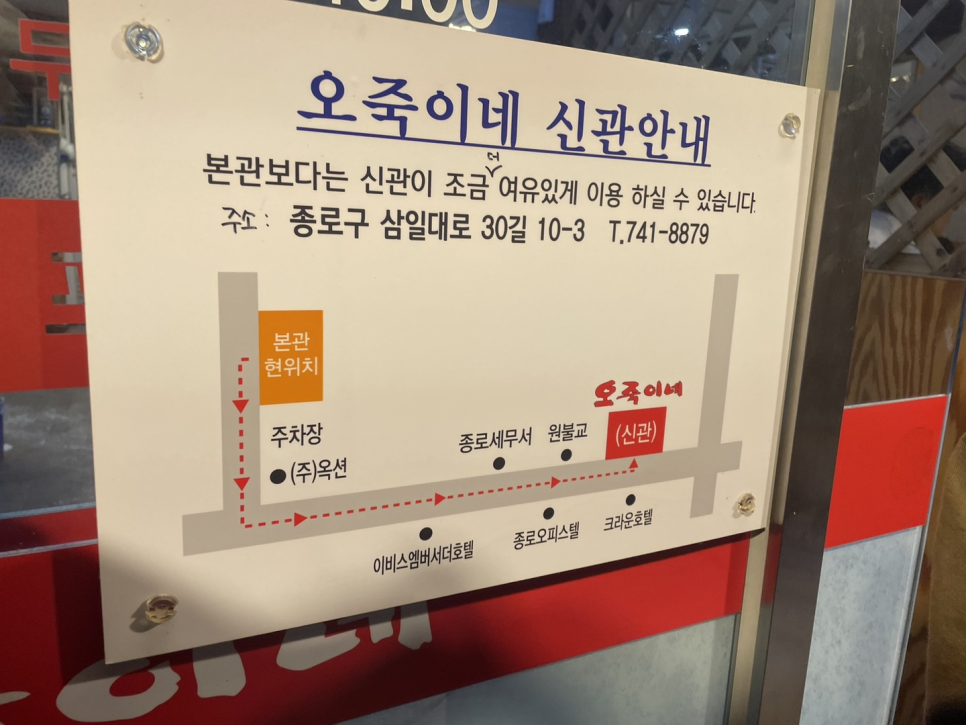 10:00
오죽이네 신관안내
본관보다는 신관이 조금 더 여유있게 이용 하실 수 있습니다.
주소: 종로구 삼일대로 30길 10-3 T.741-8879
본관
현위치
주차장
(주)옥션
종로세무서
원불교
오죽이네
(신관)
이비스엠버서더호텔
종로오피스텔
크라운호텔
이네